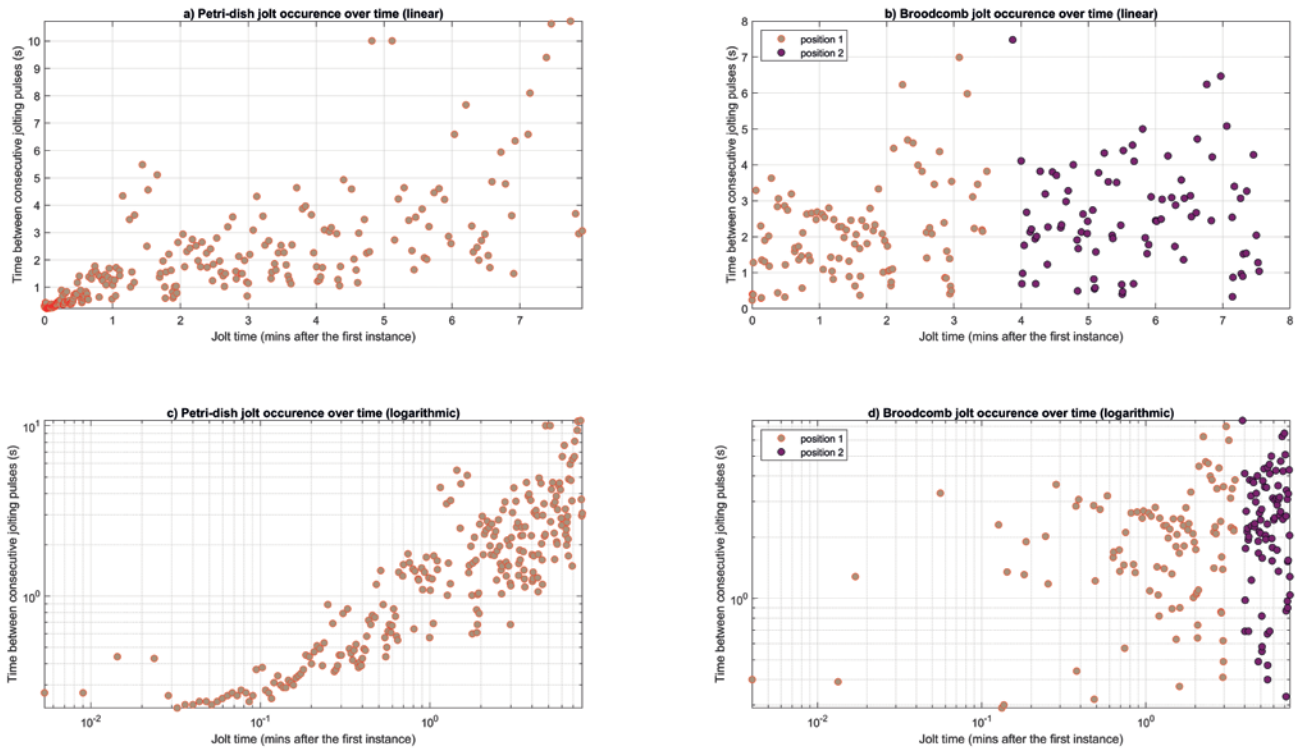 a) Petri-dish jolt occurence over time (linear)
Time between consecutive jolting pulses (s)
10
9
8
7
6
5
4
3
2
1
0 1 2 3 4 5 6 7
Jolt time (mins after the first instance)
b) Broodcomb jolt occurence over time (linear)
position 1
position 2
Time between consecutive jolting pulses (s)
8
7
6
5
4
3
2
1
0
0 1 2 3 4 5 6 7 8
Jolt time (mins after the first instance)
c) Petri-dish jolt occurence over time (logarithmic)
Time between consecutive jolting pulses (s)
10¹
10⁰
10⁻² 10⁻¹ 10⁰
Jolt time (mins after the first instance)
d) Broodcomb jolt occurence over time (logarithmic)
position 1
position 2
Time between consecutive jolting pulses (s)
10⁰
10⁻² 10⁻¹ 10⁰
Jolt time (mins after the first instance)